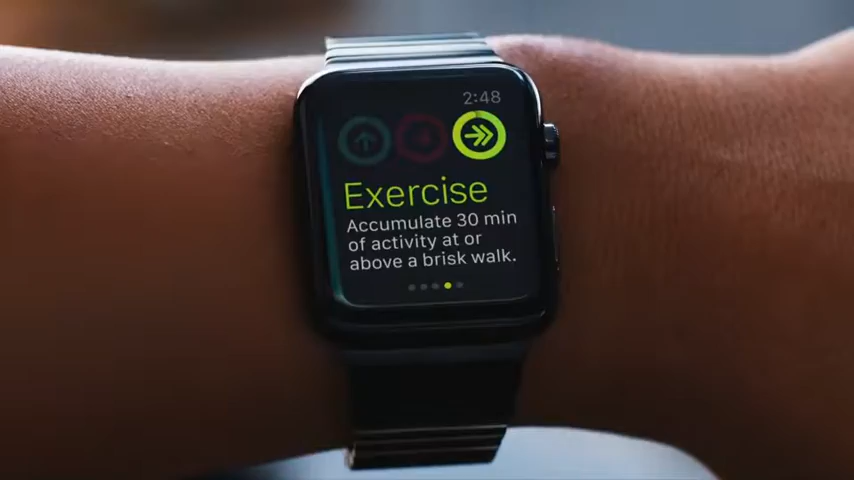 2:48
Exercise
Accumulate 30 min
of activity at or
above a brisk walk.